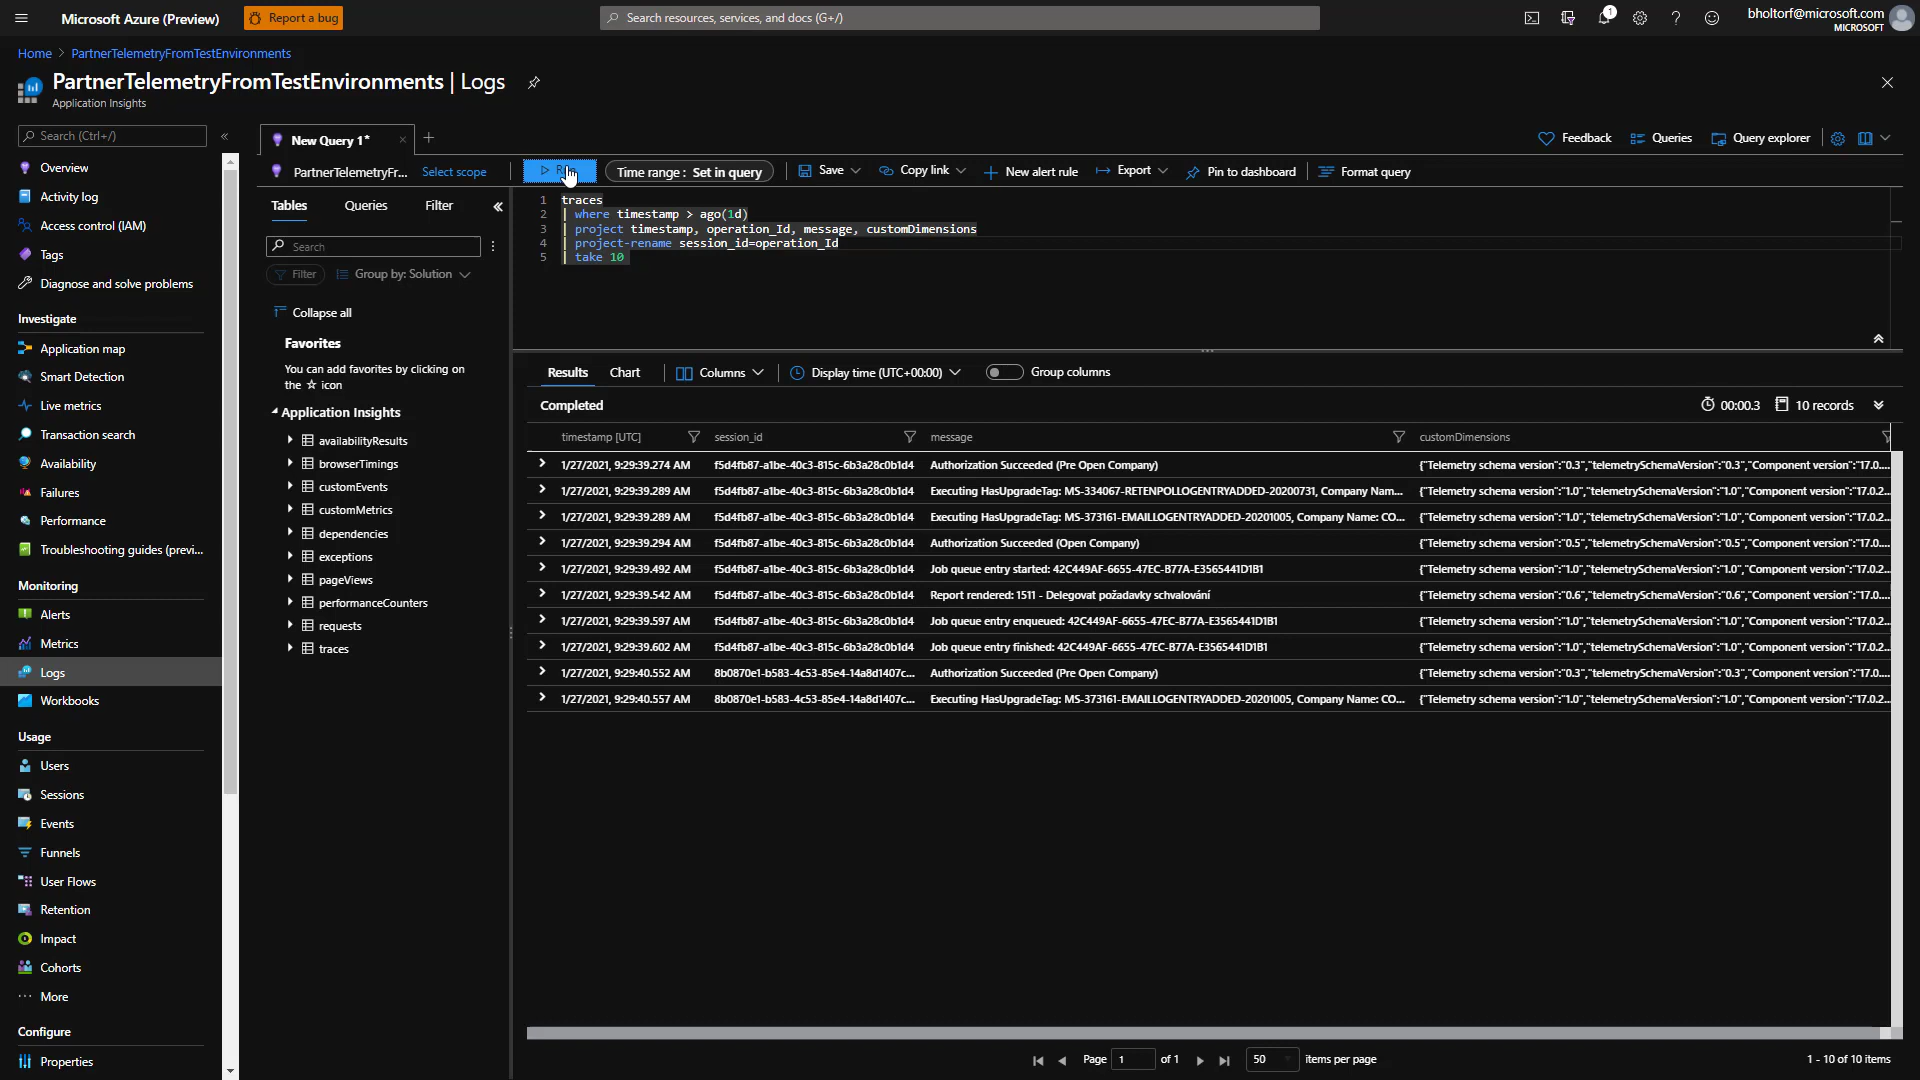 Microsoft Azure (Preview)
Report a bug
Search resources, services, and docs (G+/)
1
bholtorf@microsoft.com
MICROSOFT
Home > PartnerTelemetryFromTestEnvironments
PartnerTelemetryFromTestEnvironments | Logs
Application Insights
Search (Ctrl+/)
Overview
Activity log
Access control (IAM)
Tags
Diagnose and solve problems
Investigate
Application map
Smart Detection
Live metrics
Transaction search
Availability
Failures
Performance
Troubleshooting guides (previ...
Monitoring
Alerts
Metrics
Logs
Workbooks
Usage
Users
Sessions
Events
Funnels
User Flows
Retention
Impact
Cohorts
More
Configure
Properties
New Query 1*
Feedback
Queries
Query explorer
PartnerTelemetryFr...
Select scope
Time range : Set in query
Save
Copy link
New alert rule
Export
Pin to dashboard
Format query
Tables
Queries
Filter
Search
Filter
Group by: Solution
Collapse all
Favorites
You can add favorites by clicking on
the ☆ icon
Application Insights
availabilityResults
browserTimings
customEvents
customMetrics
dependencies
exceptions
pageViews
performanceCounters
requests
traces
1 traces
2 | where timestamp > ago(1d)
3 | project timestamp, operation_Id, message, customDimensions
4 | project-rename session_id=operation_Id
5 | take 10
Results
Chart
Columns
Display time (UTC+00:00)
Group columns
Completed
00:00.3
10 records
timestamp [UTC] session_id message customDimensions
1/27/2021, 9:29:39.274 AM f5d4fb87-a1be-40c3-815c-6b3a28c0b1d4 Authorization Succeeded (Pre Open Company) {"Telemetry schema version":"0.3","telemetrySchemaVersion":"0.3","Component version":"17.0....
1/27/2021, 9:29:39.289 AM f5d4fb87-a1be-40c3-815c-6b3a28c0b1d4 Executing HasUpgradeTag: MS-334067-RETENPOLLOGENTRYADDED-20200731, Company Nam... {"Telemetry schema version":"1.0","telemetrySchemaVersion":"1.0","Component version":"17.0.2...
1/27/2021, 9:29:39.289 AM f5d4fb87-a1be-40c3-815c-6b3a28c0b1d4 Executing HasUpgradeTag: MS-373161-EMAILLOGENTRYADDED-20201005, Company Name: CO... {"Telemetry schema version":"1.0","telemetrySchemaVersion":"1.0","Component version":"17.0.2...
1/27/2021, 9:29:39.294 AM f5d4fb87-a1be-40c3-815c-6b3a28c0b1d4 Authorization Succeeded (Open Company) {"Telemetry schema version":"0.5","telemetrySchemaVersion":"0.5","Component version":"17.0....
1/27/2021, 9:29:39.492 AM f5d4fb87-a1be-40c3-815c-6b3a28c0b1d4 Job queue entry started: 42C449AF-6655-47EC-B77A-E3565441D1B1 {"Telemetry schema version":"1.0","telemetrySchemaVersion":"1.0","Component version":"17.0.2...
1/27/2021, 9:29:39.542 AM f5d4fb87-a1be-40c3-815c-6b3a28c0b1d4 Report rendered: 1511 - Delegovat požadavky schvalování {"Telemetry schema version":"0.6","telemetrySchemaVersion":"0.6","Component version":"17.0....
1/27/2021, 9:29:39.597 AM f5d4fb87-a1be-40c3-815c-6b3a28c0b1d4 Job queue entry enqueued: 42C449AF-6655-47EC-B77A-E3565441D1B1 {"Telemetry schema version":"1.0","telemetrySchemaVersion":"1.0","Component version":"17.0.2...
1/27/2021, 9:29:39.602 AM f5d4fb87-a1be-40c3-815c-6b3a28c0b1d4 Job queue entry finished: 42C449AF-6655-47EC-B77A-E3565441D1B1 {"Telemetry schema version":"1.0","telemetrySchemaVersion":"1.0","Component version":"17.0.2...
1/27/2021, 9:29:40.552 AM 8b0870e1-b583-4c53-85e4-14a8d1407c... Authorization Succeeded (Pre Open Company) {"Telemetry schema version":"0.3","telemetrySchemaVersion":"0.3","Component version":"17.0....
1/27/2021, 9:29:40.557 AM 8b0870e1-b583-4c53-85e4-14a8d1407c... Executing HasUpgradeTag: MS-373161-EMAILLOGENTRYADDED-20201005, Company Name: CO... {"Telemetry schema version":"1.0","telemetrySchemaVersion":"1.0","Component version":"17.0.2...
Page 1 of 1
50 items per page
1 - 10 of 10 items